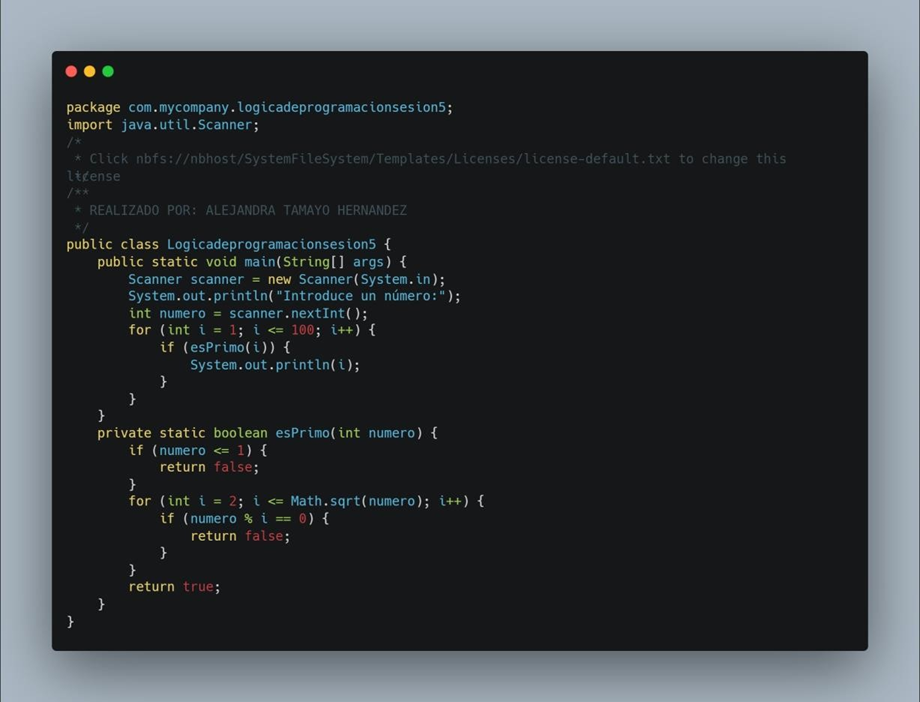 package com.mycompany.logicadeprogramacionsesion5;
import java.util.Scanner;
/*
 * Click nbfs://nbhost/SystemFileSystem/Templates/Licenses/license-default.txt to change this
license
 */
/**
 * REALIZADO POR: ALEJANDRA TAMAYO HERNANDEZ
 */
public class Logicadeprogramacionsesion5 {
    public static void main(String[] args) {
        Scanner scanner = new Scanner(System.in);
        System.out.println("Introduce un número:");
        int numero = scanner.nextInt();
        for (int i = 1; i <= 100; i++) {
            if (esPrimo(i)) {
                System.out.println(i);
            }
        }
    }
    private static boolean esPrimo(int numero) {
        if (numero <= 1) {
            return false;
        }
        for (int i = 2; i <= Math.sqrt(numero); i++) {
            if (numero % i == 0) {
                return false;
            }
        }
        return true;
    }
}